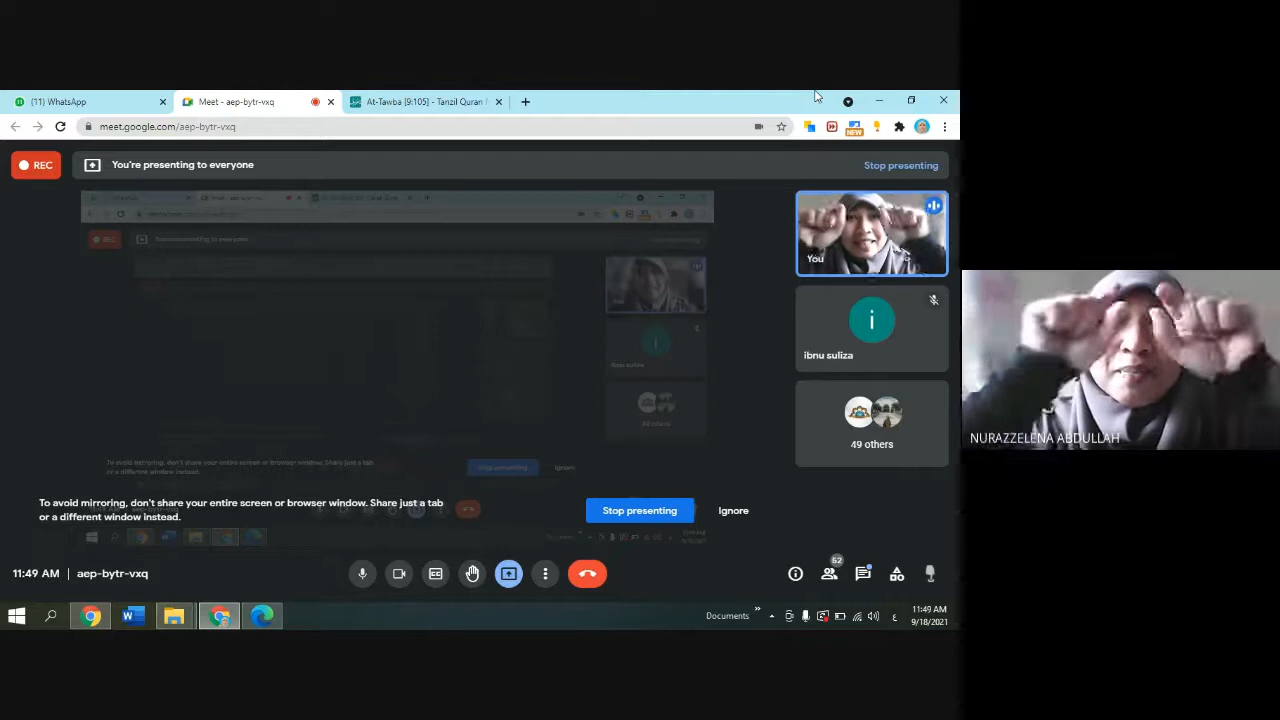 (11) WhatsApp
Meet - aep-bytr-vxq
At-Tawba [9:105] - Tanzil Quran
meet.google.com/aep-bytr-vxq
NEW
REC
You're presenting to everyone
Stop presenting
You
ibnu suliza
i
49 others
NURAZZELENA ABDULLAH
To avoid mirroring, don't share your entire screen or browser window. Share just a tab
or a different window instead.
Stop presenting
Ignore
11:49 AM | aep-bytr-vxq
52
Documents
ع
11:49 AM
9/18/2021